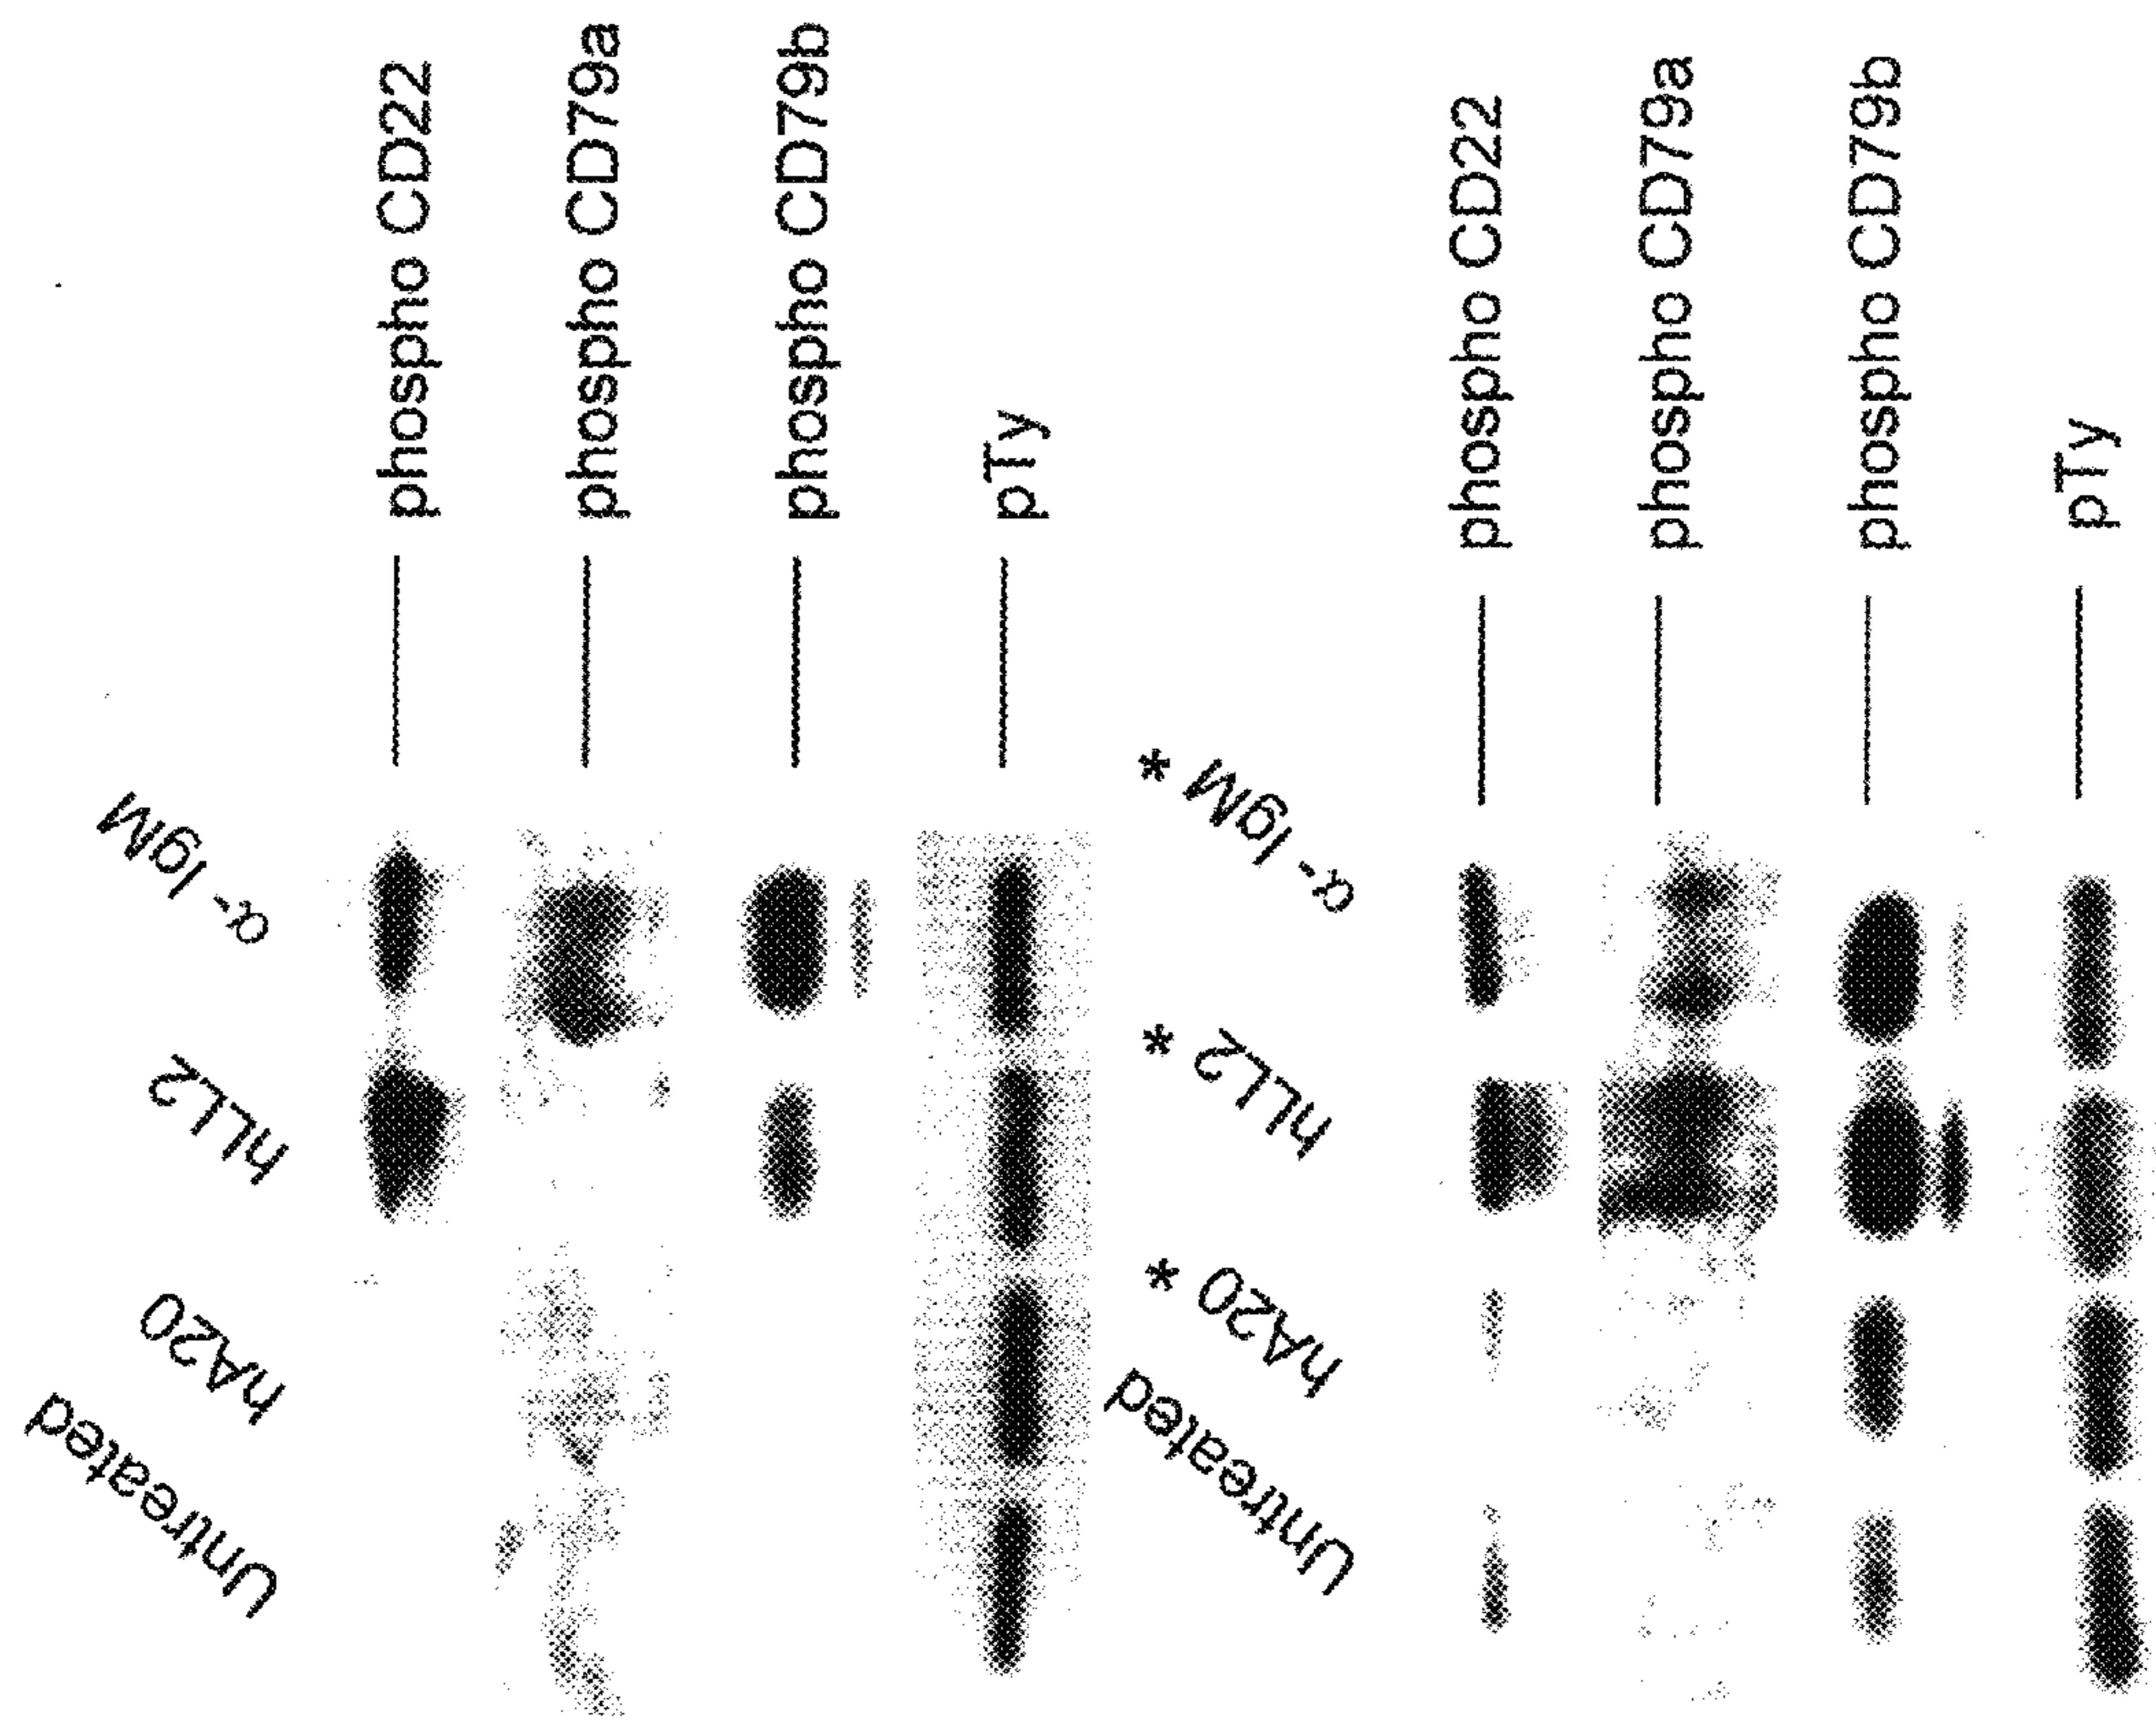 Untreated
hA20
hLL2
α- IgM
phospho CD22
phospho CD79a
phospho CD79b
pTy
Untreated
hA20 *
hLL2 *
α- IgM *
phospho CD22
phospho CD79a
phospho CD79b
pTy